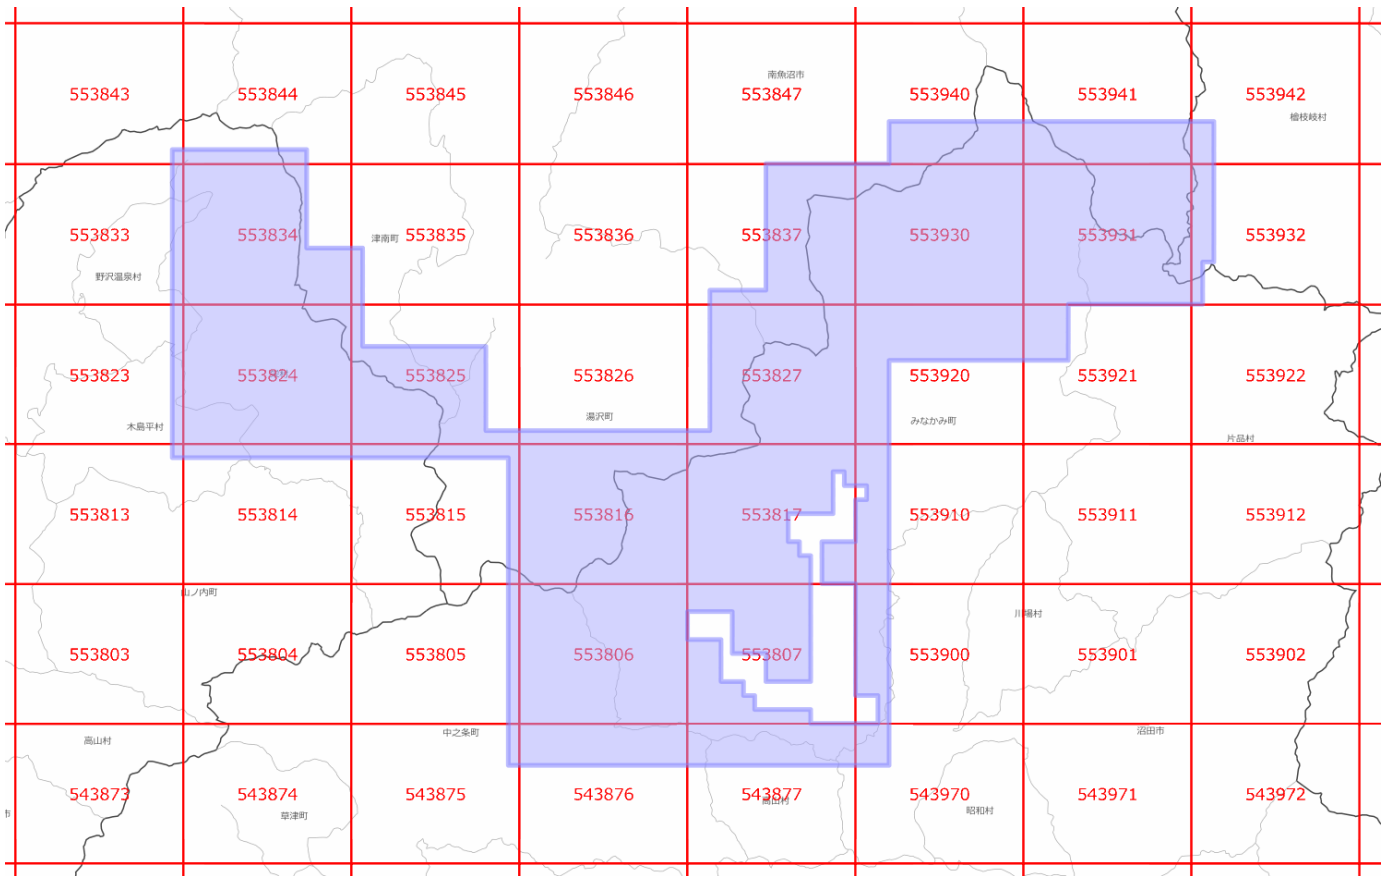 南魚沼市
553843 553844 553845 553846 553847 553940 553941 553942
檜枝岐村
553833 553834 津南町 553835 553836 553837 553930 553931 553932
野沢温泉村
553823 553824 553825 553826 553827 553920 553921 553922
木島平村 湯沢町 みなかみ町 片品村
553813 553814 553815 553816 553817 553910 553911 553912
山ノ内町 川場村
553803 553804 553805 553806 553807 553900 553901 553902
高山村 中之条町 沼田市
543873 543874 543875 543876 543877 543970 543971 543972
市 草津町 高山村 昭和村